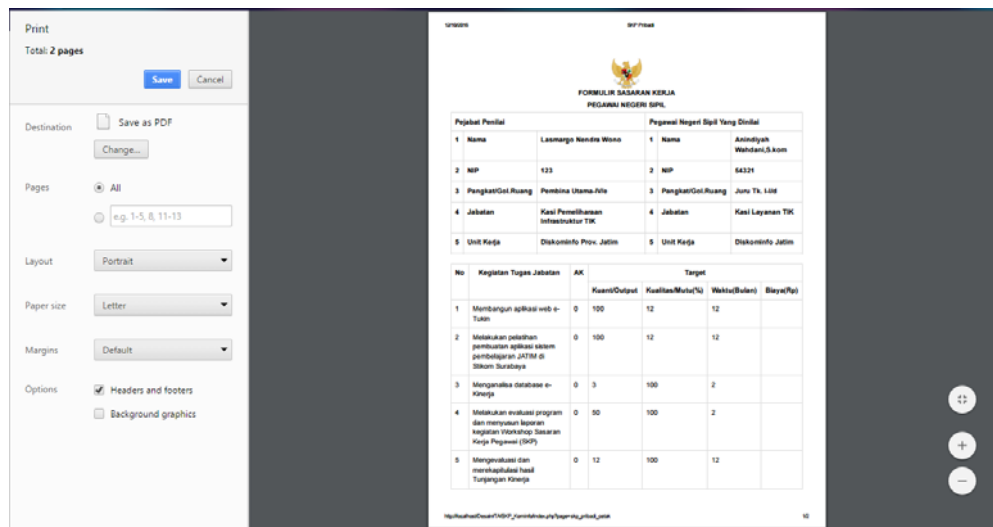 Print
Total: 2 pages
Save Cancel
Destination Save as PDF
Change...
Pages All
e.g. 1-5, 8, 11-13
Layout Portrait
Paper size Letter
Margins Default
Options Headers and footers
Background graphics
SKP Pribadi
FORMULIR SASARAN KERJA
PEGAWAI NEGERI SIPIL
Pejabat Penilai Pegawai Negeri Sipil Yang Dinilai
1 Nama Lasmargo Nendra Wono 1 Nama Anindiyah
Wahdani,S.kom
2 NIP 123 2 NIP 54321
3 Pangkat/Gol.Ruang Pembina Utama-IV/e 3 Pangkat/Gol.Ruang Juru Tk. I-I/d
4 Jabatan Kasi Pemeliharaan 4 Jabatan Kasi Layanan TIK
Infrastruktur TIK
5 Unit Kerja Diskominfo Prov. Jatim 5 Unit Kerja Diskominfo Jatim
No Kegiatan Tugas Jabatan AK Target
Kuant/Output Kualitas/Mutu(%) Waktu(Bulan) Biaya(Rp)
1 Membangun aplikasi web e- 0 100 12 12
Tukin
2 Melakukan pelatihan 0 100 12 12
pembuatan aplikasi sistem
pembelajaran JATIM di
Stikom Surabaya
3 Menganalisa database e- 0 3 100 2
Kinerja
4 Melakukan evaluasi program 0 50 100 2
dan menyusun laporan
kegiatan Workshop Sasaran
Kerja Pegawai (SKP)
5 Mengevaluasi dan 0 12 100 12
merekapitulasi hasil
Tunjangan Kinerja
1/2